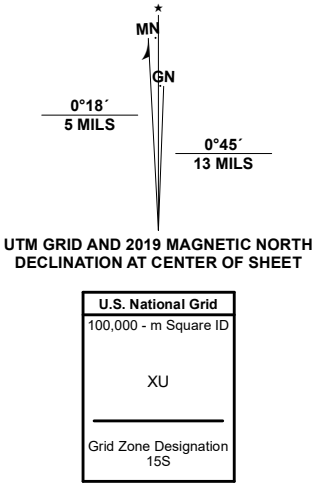 ★
MN
GN
0°18´
5 MILS
0°45´
13 MILS
UTM GRID AND 2019 MAGNETIC NORTH
DECLINATION AT CENTER OF SHEET
U.S. National Grid
100,000 - m Square ID
XU
Grid Zone Designation
15S